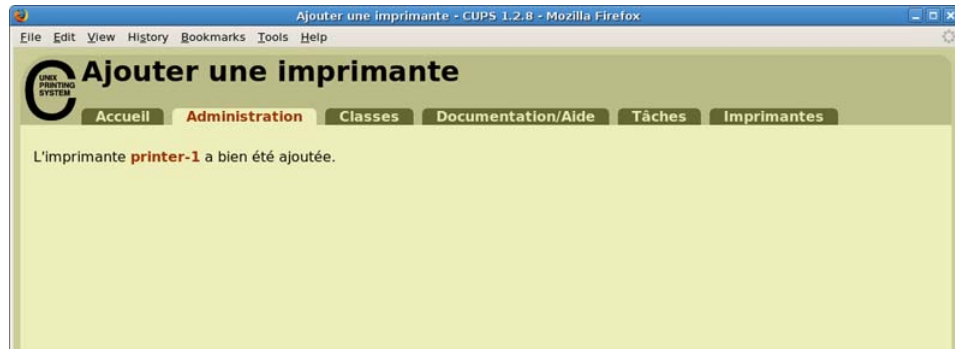 Ajouter une imprimante - CUPS 1.2.8 - Mozilla Firefox
File Edit View History Bookmarks Tools Help
UNIX
PRINTING
SYSTEM
Ajouter une imprimante
Accueil Administration Classes Documentation/Aide Tâches Imprimantes
L'imprimante printer-1 a bien été ajoutée.